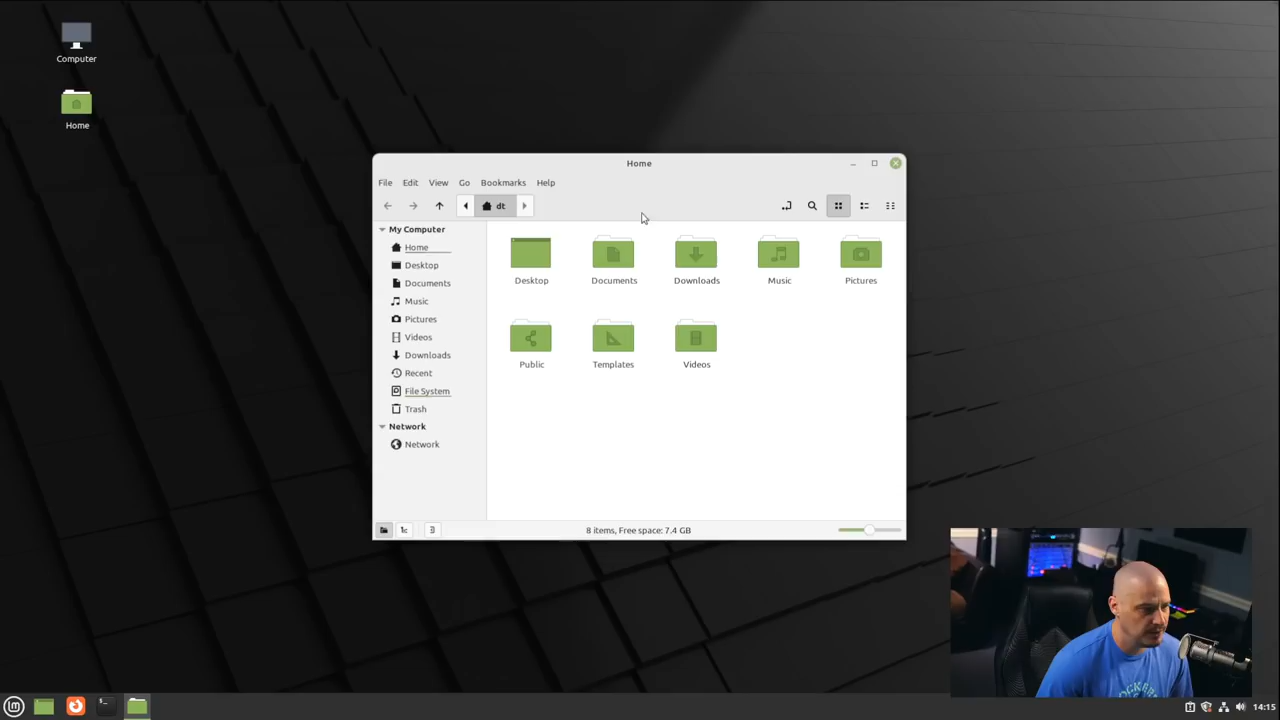 Computer
Home
Home
File Edit View Go Bookmarks Help
dt
My Computer
Home
Desktop
Documents
Music
Pictures
Videos
Downloads
Recent
File System
Trash
Network
Network
Desktop Documents Downloads Music Pictures
Public Templates Videos
8 items, Free space: 7.4 GB
14:15